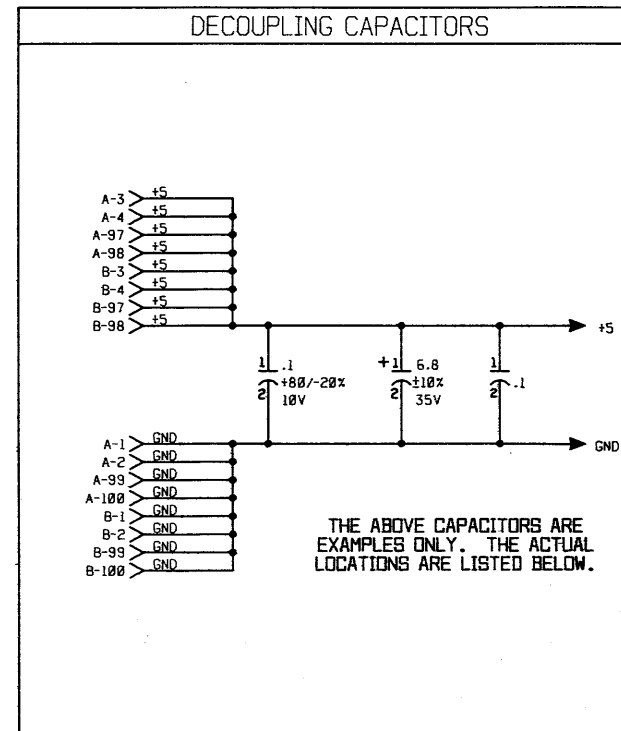 DECOUPLING CAPACITORS
A-3 +5
A-4 +5
A-97 +5
A-98 +5
B-3 +5
B-4 +5
B-97 +5
B-98 +5
+5
1 .1
+80/-20%
2 10V
+1 6.8
±10%
2 35V
1
2 .1
A-1 GND
GND
A-2 GND
A-99 GND
A-100 GND
B-1 GND
B-2 GND
B-99 GND
B-100 GND
THE ABOVE CAPACITORS ARE
EXAMPLES ONLY. THE ACTUAL
LOCATIONS ARE LISTED BELOW.